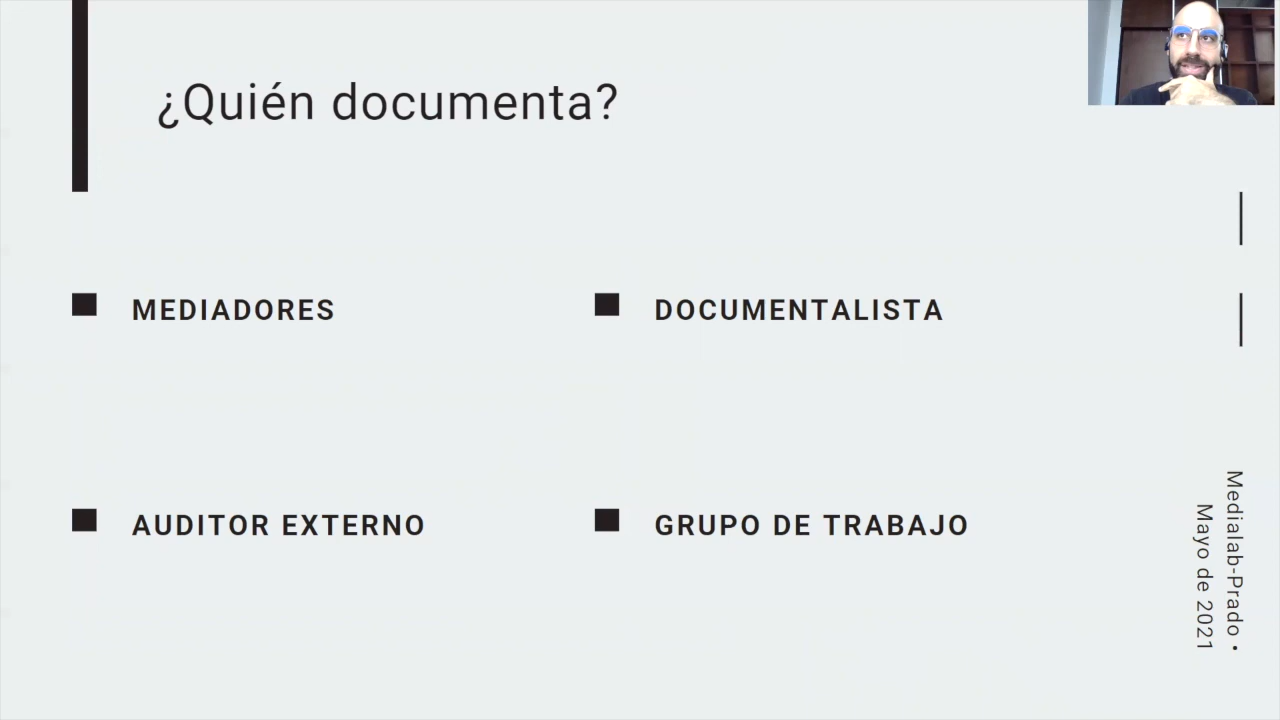 ¿Quién documenta?
MEDIADORES
DOCUMENTALISTA
AUDITOR EXTERNO
GRUPO DE TRABAJO
Medialab-Prado •
Mayo de 2021